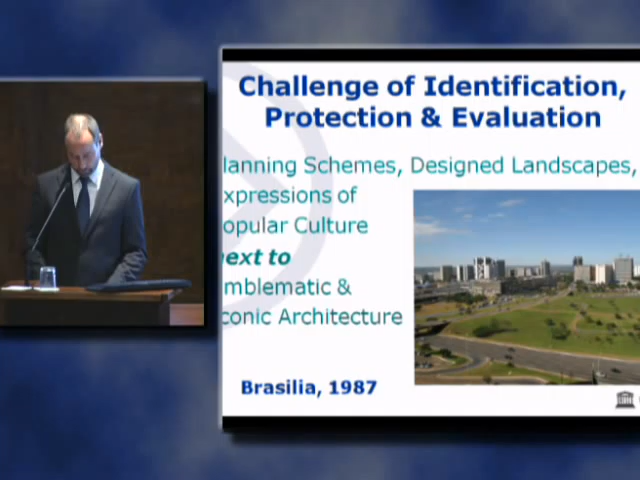 Challenge of Identification,
Protection & Evaluation
lanning Schemes, Designed Landscapes,
xpressions of
opular Culture
ext to
mblematic &
conic Architecture
Brasilia, 1987